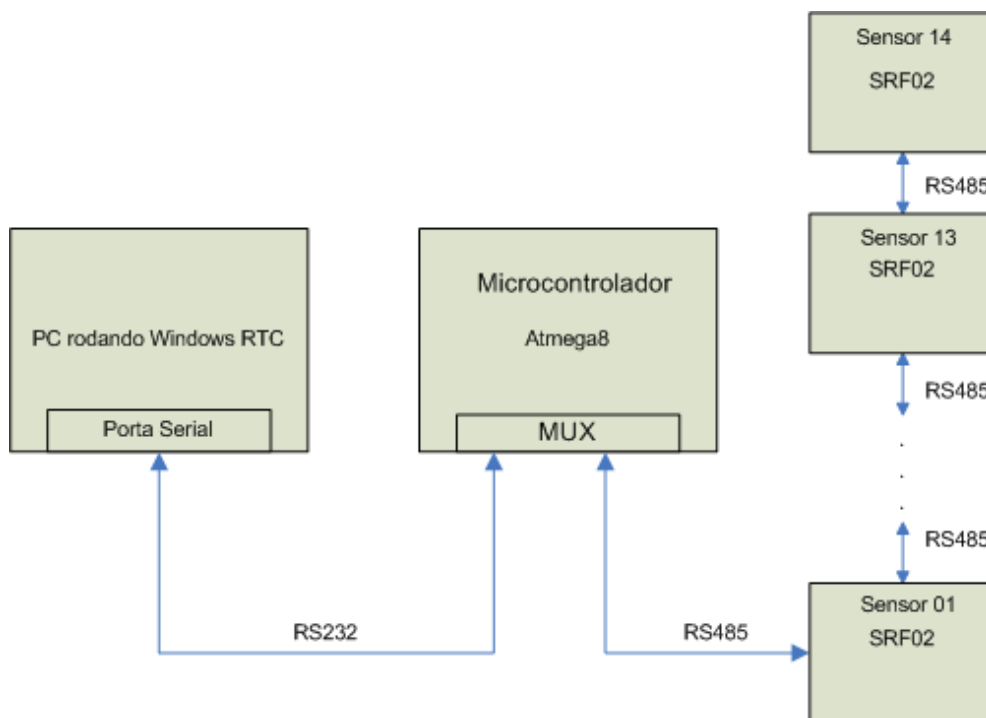 Sensor 14
SRF02
RS485
Sensor 13
SRF02
RS485
.
.
.
RS485
Sensor 01
SRF02
Microcontrolador
Atmega8
MUX
PC rodando Windows RTC
Porta Serial
RS232
RS485